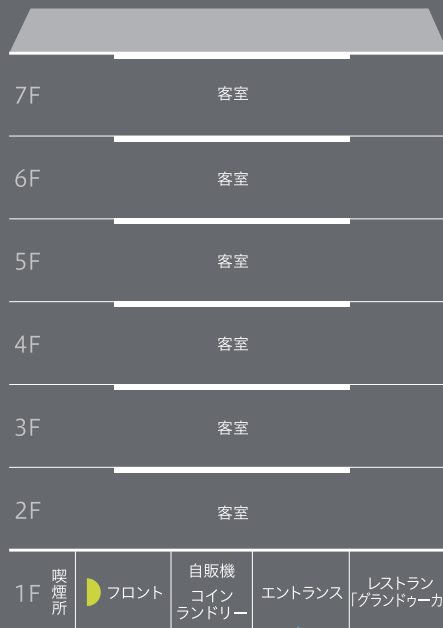 7F 客室
6F 客室
5F 客室
4F 客室
3F 客室
2F 客室
1F
喫煙所
フロント
自販機
コイン
ランドリー
エントランス
レストラン
「グランドゥーカ